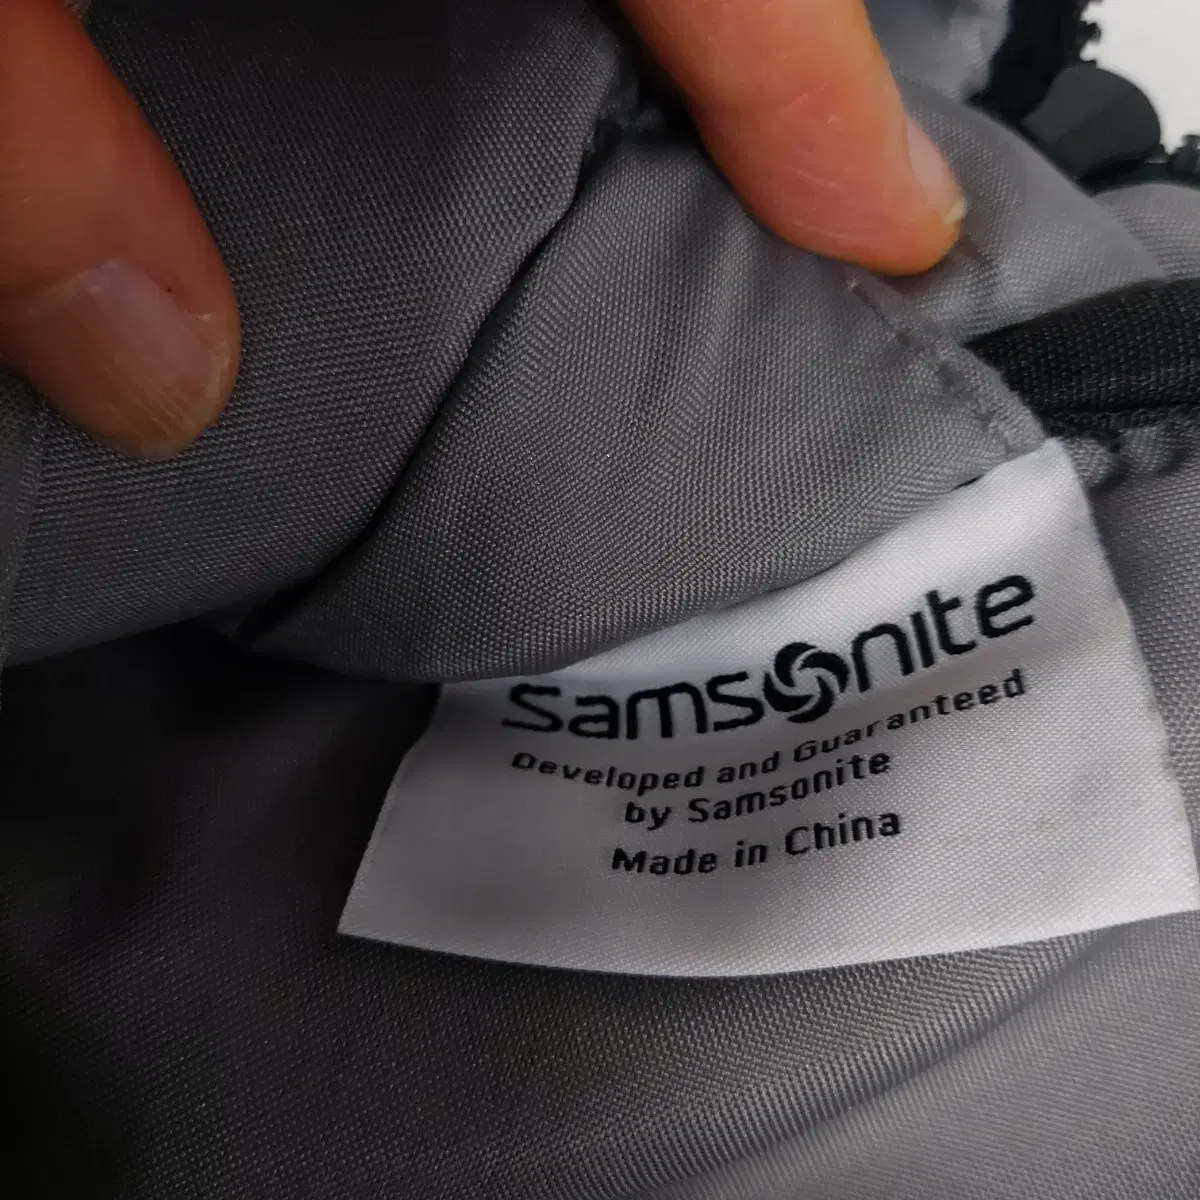 Samsonite
Developed and Guaranteed
by Samsonite
Made in China